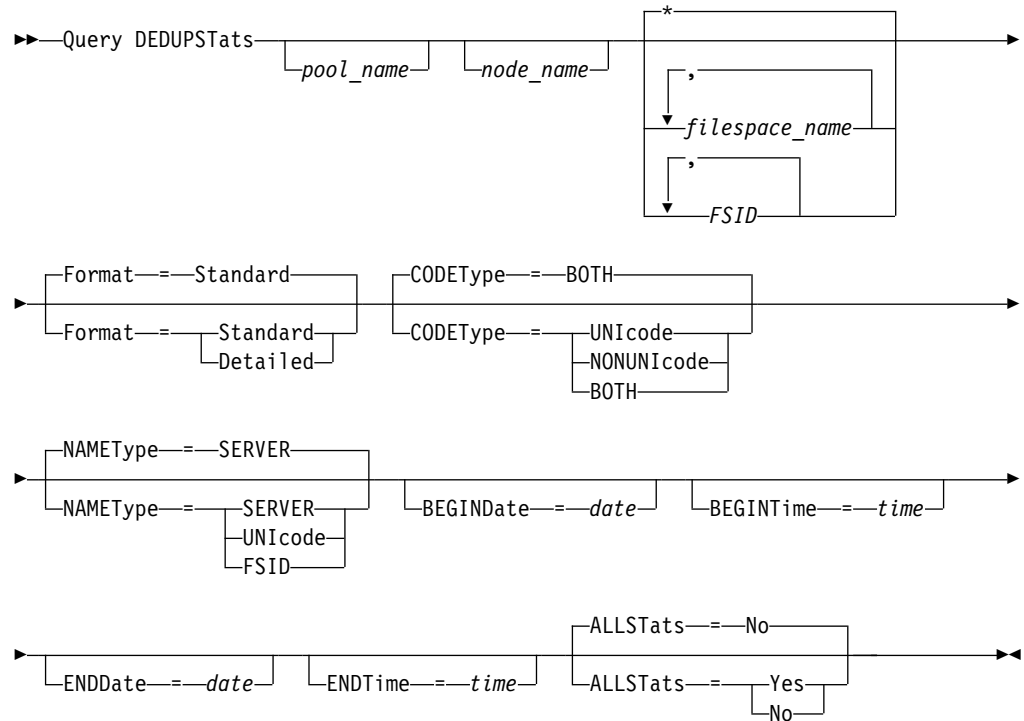 *
Query DEDUPSTats
pool_name
node_name
,
filespace_name
,
FSID
Format = Standard
CODEType = BOTH
Format = Standard
CODEType = UNIcode
Detailed
NONUNIcode
BOTH
NAMEType = SERVER
NAMEType = SERVER
BEGINDate = date
BEGINTime = time
UNIcode
FSID
ALLSTats = No
ENDDate = date
ENDTime = time
ALLSTats = Yes
No